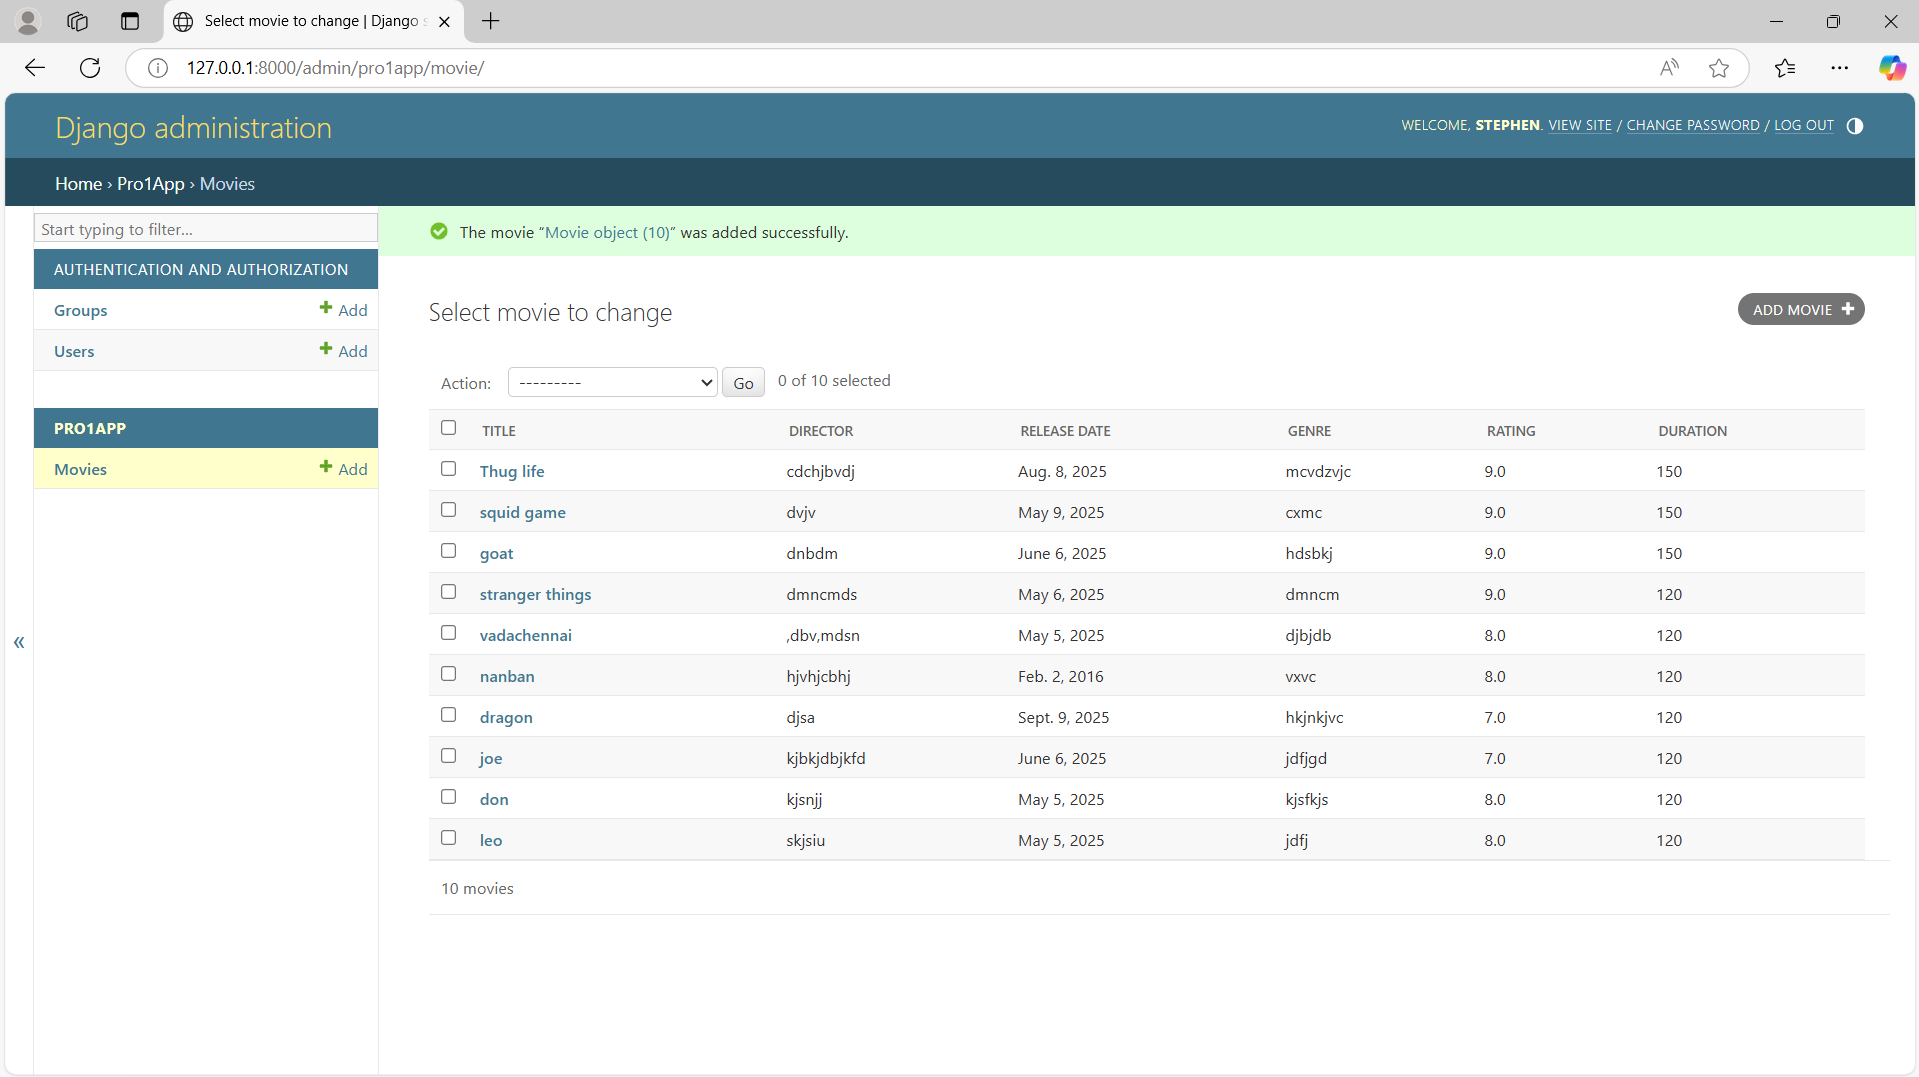 Select movie to change | Django s
127.0.0.1:8000/admin/pro1app/movie/
Django administration
WELCOME, STEPHEN. VIEW SITE / CHANGE PASSWORD / LOG OUT
Home › Pro1App › Movies
Start typing to filter...
AUTHENTICATION AND AUTHORIZATION
Groups Add
Users Add
PRO1APP
Movies Add
«
The movie “Movie object (10)” was added successfully.
Select movie to change
ADD MOVIE
Action: --------- Go 0 of 10 selected
TITLE DIRECTOR RELEASE DATE GENRE RATING DURATION
Thug life cdchjbvdj Aug. 8, 2025 mcvdzvjc 9.0 150
squid game dvjv May 9, 2025 cxmc 9.0 150
goat dnbdm June 6, 2025 hdsbkj 9.0 150
stranger things dmncmds May 6, 2025 dmncm 9.0 120
vadachennai ,dbv,mdsn May 5, 2025 djbjdb 8.0 120
nanban hjvhjcbhj Feb. 2, 2016 vxvc 8.0 120
dragon djsa Sept. 9, 2025 hkjnkjvc 7.0 120
joe kjbkjdbjkfd June 6, 2025 jdfjgd 7.0 120
don kjsnjj May 5, 2025 kjsfkjs 8.0 120
leo skjsiu May 5, 2025 jdfj 8.0 120
10 movies